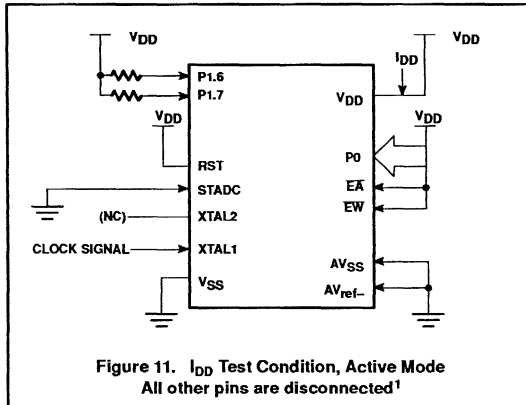 VDD
VDD
IDD
P1.6
P1.7
VDD
VDD
VDD
RST
P0
STADC
EA
(NC)
XTAL2
EW
CLOCK SIGNAL
XTAL1
AVSS
VSS
AVref–
Figure 11. IDD Test Condition, Active Mode
All other pins are disconnected1